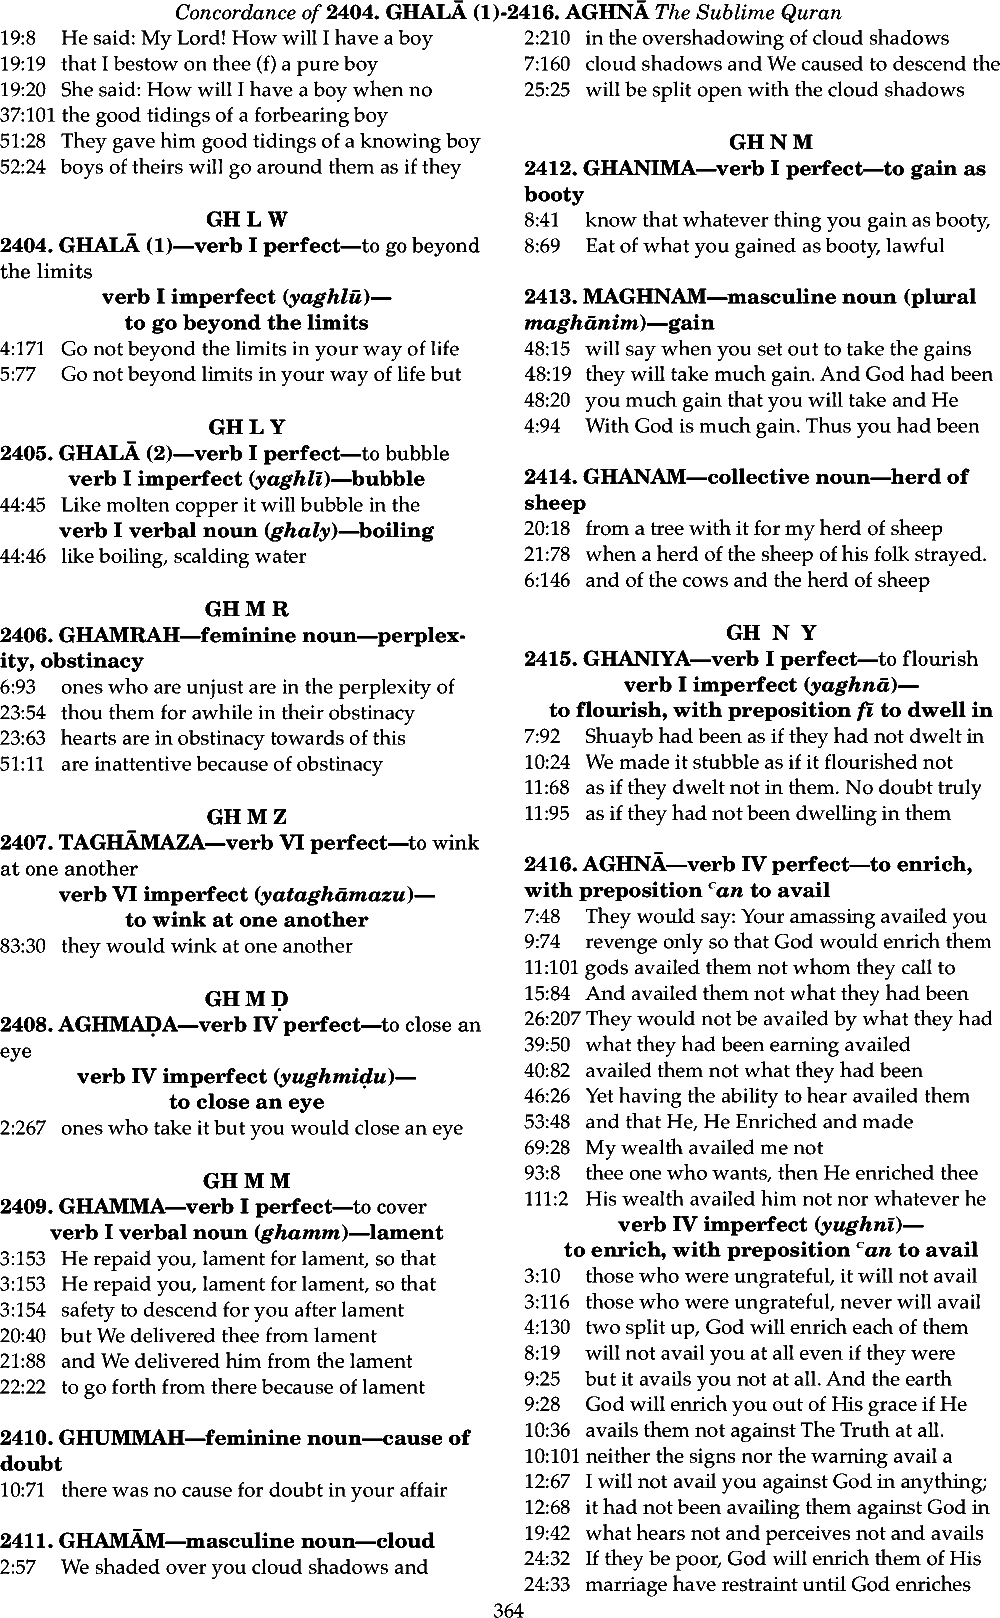 Concordance of 2404. GHALĀ (1)-2416. AGHNĀ The Sublime Quran
19:8 He said: My Lord! How will I have a boy
19:19 that I bestow on thee (f) a pure boy
19:20 She said: How will I have a boy when no
37:101 the good tidings of a forbearing boy
51:28 They gave him good tidings of a knowing boy
52:24 boys of theirs will go around them as if they
GH L W
2404. GHALĀ (1)—verb I perfect—to go beyond
the limits
verb I imperfect (yaghlū)—
to go beyond the limits
4:171 Go not beyond the limits in your way of life
5:77 Go not beyond limits in your way of life but
GH L Y
2405. GHALĀ (2)—verb I perfect—to bubble
verb I imperfect (yaghlī)—bubble
44:45 Like molten copper it will bubble in the
verb I verbal noun (ghaly)—boiling
44:46 like boiling, scalding water
GH M R
2406. GHAMRAH—feminine noun—perplex-
ity, obstinacy
6:93 ones who are unjust are in the perplexity of
23:54 thou them for awhile in their obstinacy
23:63 hearts are in obstinacy towards of this
51:11 are inattentive because of obstinacy
GH M Z
2407. TAGHĀMAZA—verb VI perfect—to wink
at one another
verb VI imperfect (yataghāmazu)—
to wink at one another
83:30 they would wink at one another
GH M Ḍ
2408. AGHMAḌA—verb IV perfect—to close an
eye
verb IV imperfect (yughmiḍu)—
to close an eye
2:267 ones who take it but you would close an eye
GH M M
2409. GHAMMA—verb I perfect—to cover
verb I verbal noun (ghamm)—lament
3:153 He repaid you, lament for lament, so that
3:153 He repaid you, lament for lament, so that
3:154 safety to descend for you after lament
20:40 but We delivered thee from lament
21:88 and We delivered him from the lament
22:22 to go forth from there because of lament
2410. GHUMMAH—feminine noun—cause of
doubt
10:71 there was no cause for doubt in your affair
2411. GHAMĀM—masculine noun—cloud
2:57 We shaded over you cloud shadows and
2:210 in the overshadowing of cloud shadows
7:160 cloud shadows and We caused to descend the
25:25 will be split open with the cloud shadows
GH N M
2412. GHANIMA—verb I perfect—to gain as
booty
8:41 know that whatever thing you gain as booty,
8:69 Eat of what you gained as booty, lawful
2413. MAGHNAM—masculine noun (plural
maghānim)—gain
48:15 will say when you set out to take the gains
48:19 they will take much gain. And God had been
48:20 you much gain that you will take and He
4:94 With God is much gain. Thus you had been
2414. GHANAM—collective noun—herd of
sheep
20:18 from a tree with it for my herd of sheep
21:78 when a herd of the sheep of his folk strayed.
6:146 and of the cows and the herd of sheep
GH N Y
2415. GHANIYA—verb I perfect—to flourish
verb I imperfect (yaghnā)—
to flourish, with preposition fī to dwell in
7:92 Shuayb had been as if they had not dwelt in
10:24 We made it stubble as if it flourished not
11:68 as if they dwelt not in them. No doubt truly
11:95 as if they had not been dwelling in them
2416. AGHNĀ—verb IV perfect—to enrich,
with preposition ᶜan to avail
7:48 They would say: Your amassing availed you
9:74 revenge only so that God would enrich them
11:101 gods availed them not whom they call to
15:84 And availed them not what they had been
26:207 They would not be availed by what they had
39:50 what they had been earning availed
40:82 availed them not what they had been
46:26 Yet having the ability to hear availed them
53:48 and that He, He Enriched and made
69:28 My wealth availed me not
93:8 thee one who wants, then He enriched thee
111:2 His wealth availed him not nor whatever he
verb IV imperfect (yughnī)—
to enrich, with preposition ᶜan to avail
3:10 those who were ungrateful, it will not avail
3:116 those who were ungrateful, never will avail
4:130 two split up, God will enrich each of them
8:19 will not avail you at all even if they were
9:25 but it avails you not at all. And the earth
9:28 God will enrich you out of His grace if He
10:36 avails them not against The Truth at all.
10:101 neither the signs nor the warning avail a
12:67 I will not avail you against God in anything;
12:68 it had not been availing them against God in
19:42 what hears not and perceives not and avails
24:32 If they be poor, God will enrich them of His
24:33 marriage have restraint until God enriches
364